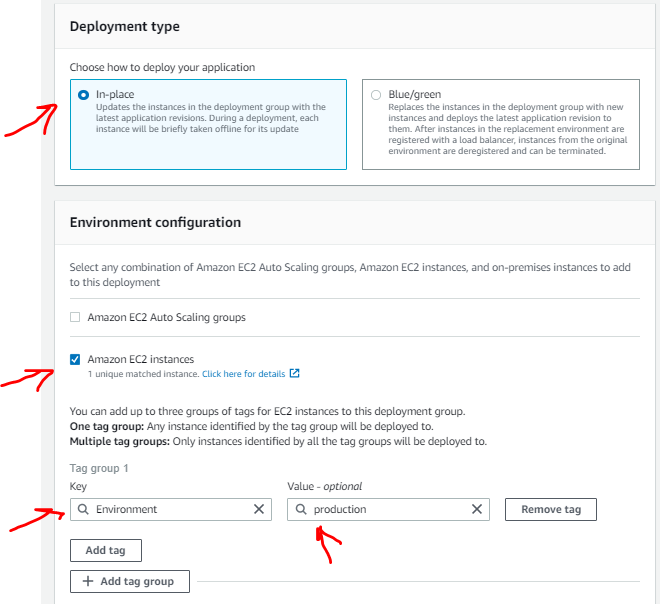 Deployment type
Choose how to deploy your application
In-place
Updates the instances in the deployment group with the
latest application revisions. During a deployment, each
instance will be briefly taken offline for its update
Blue/green
Replaces the instances in the deployment group with new
instances and deploys the latest application revision to
them. After instances in the replacement environment are
registered with a load balancer, instances from the original
environment are deregistered and can be terminated.
Environment configuration
Select any combination of Amazon EC2 Auto Scaling groups, Amazon EC2 instances, and on-premises instances to add
to this deployment
Amazon EC2 Auto Scaling groups
Amazon EC2 instances
1 unique matched instance. Click here for details
You can add up to three groups of tags for EC2 instances to this deployment group.
One tag group: Any instance identified by the tag group will be deployed to.
Multiple tag groups: Only instances identified by all the tag groups will be deployed to.
Tag group 1
Key
Value - optional
Environment
production
Remove tag
Add tag
+ Add tag group